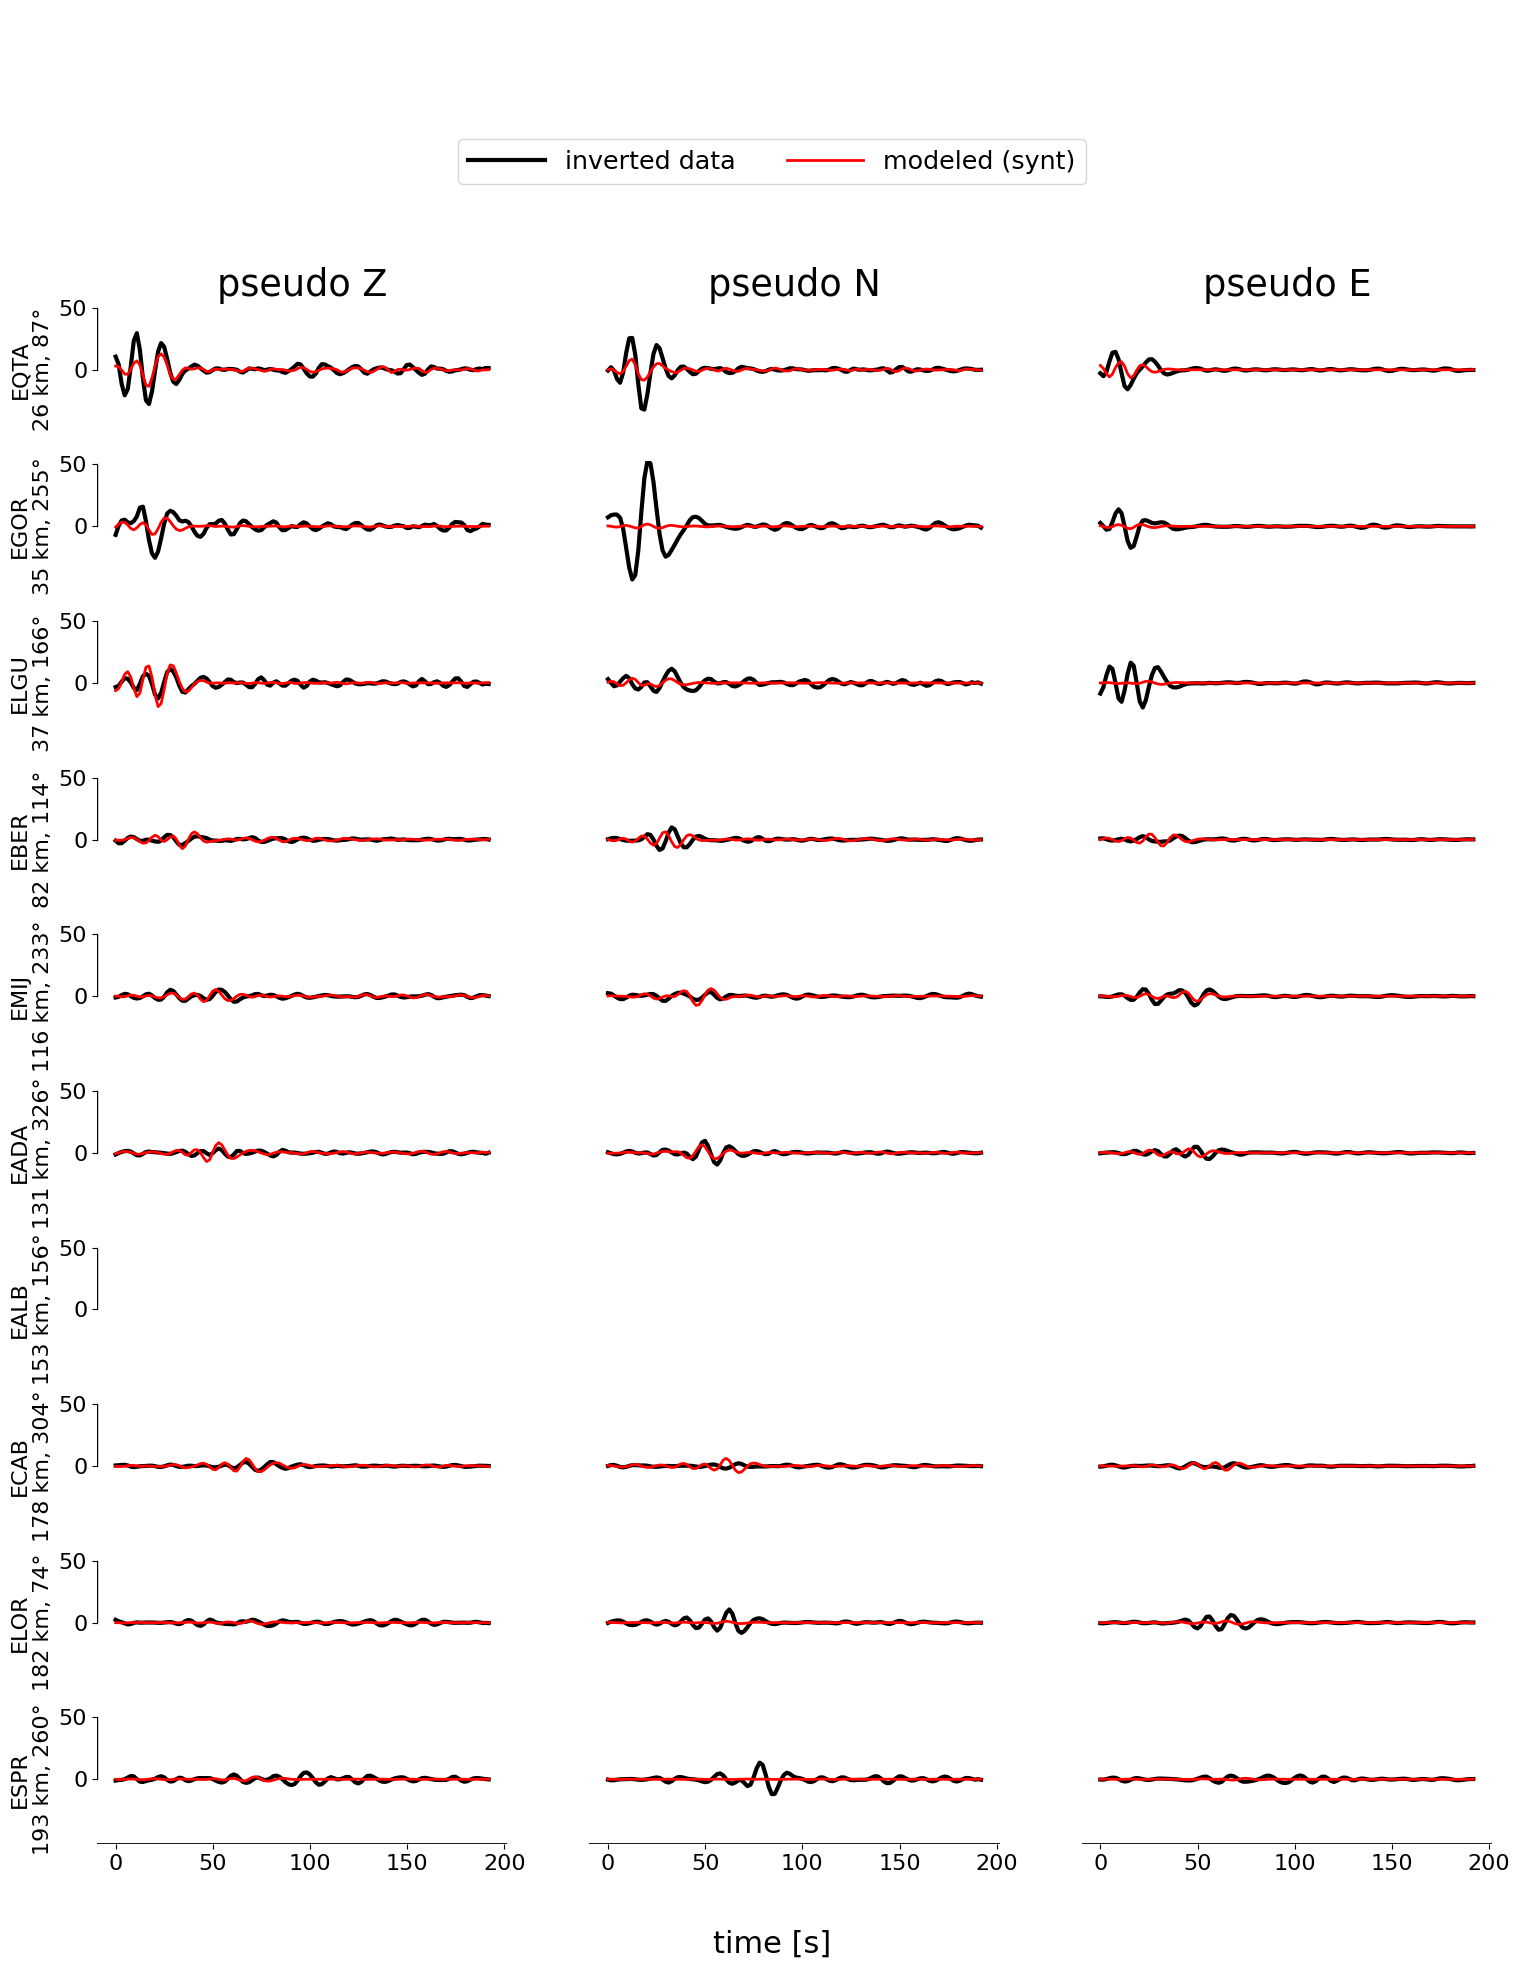 inverted data modeled (synt)
pseudo Z pseudo N pseudo E
EQTA
26 km, 87°
50
0
EGOR
35 km, 255°
50
0
ELGU
37 km, 166°
50
0
EBER
82 km, 114°
50
0
EMIJ
116 km, 233°
50
0
EADA
131 km, 326°
50
0
EALB
153 km, 156°
50
0
ECAB
178 km, 304°
50
0
ELOR
182 km, 74°
50
0
ESPR
193 km, 260°
50
0
0 50 100 150 200 0 50 100 150 200 0 50 100 150 200
time [s]